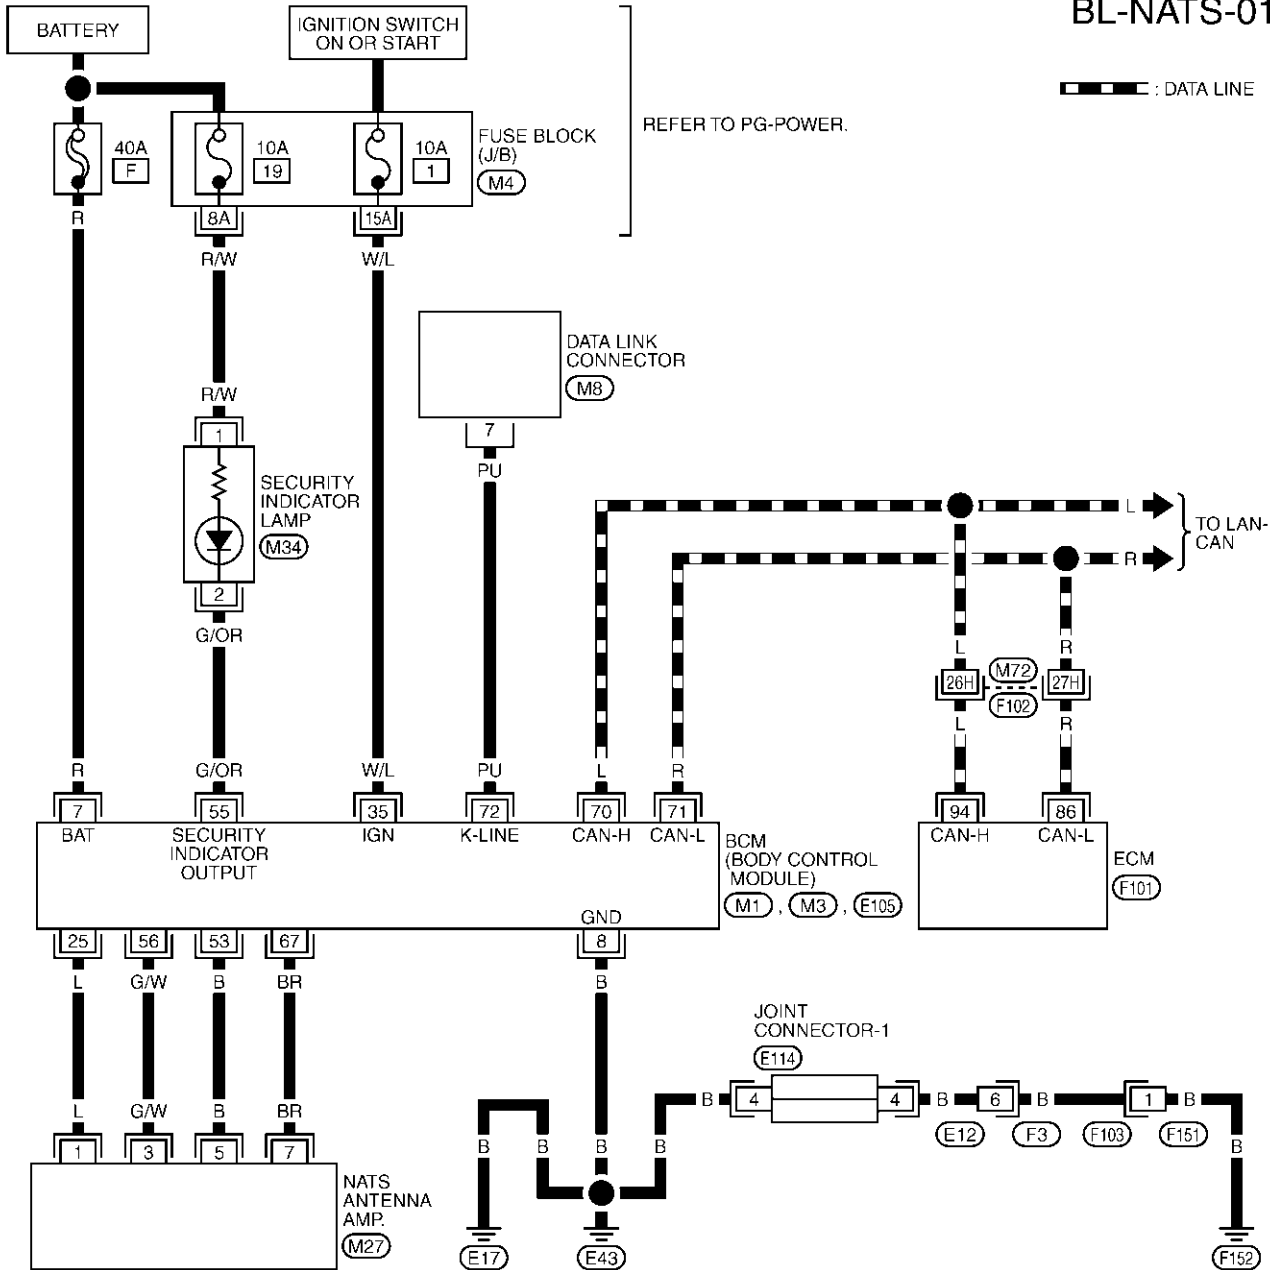 BL-NATS-01
BATTERY
IGNITION SWITCH
ON OR START
: DATA LINE
REFER TO PG-POWER.
40A
F
10A
19
10A
1
FUSE BLOCK
(J/B)
M4
R
8A
15A
R/W
W/L
DATA LINK
CONNECTOR
M8
7
PU
R/W
1
SECURITY
INDICATOR
LAMP
M34
2
G/OR
L
R
TO LAN-
CAN
L
R
26H
M72
27H
F102
L
R
R
G/OR
W/L
PU
L
R
7
55
35
72
70
71
94
86
BAT
SECURITY
INDICATOR
OUTPUT
IGN
K-LINE
CAN-H
CAN-L
BCM
(BODY CONTROL
MODULE)
M1 , M3 , E105
CAN-H
CAN-L
ECM
F101
GND
25
56
53
67
8
L
G/W
B
BR
B
JOINT
CONNECTOR-1
E114
B
4
4
B
6
B
1
B
E12
F3
F103
F151
L
G/W
B
BR
1
3
5
7
B
B
B
B
B
NATS
ANTENNA
AMP.
M27
E17
E43
F152